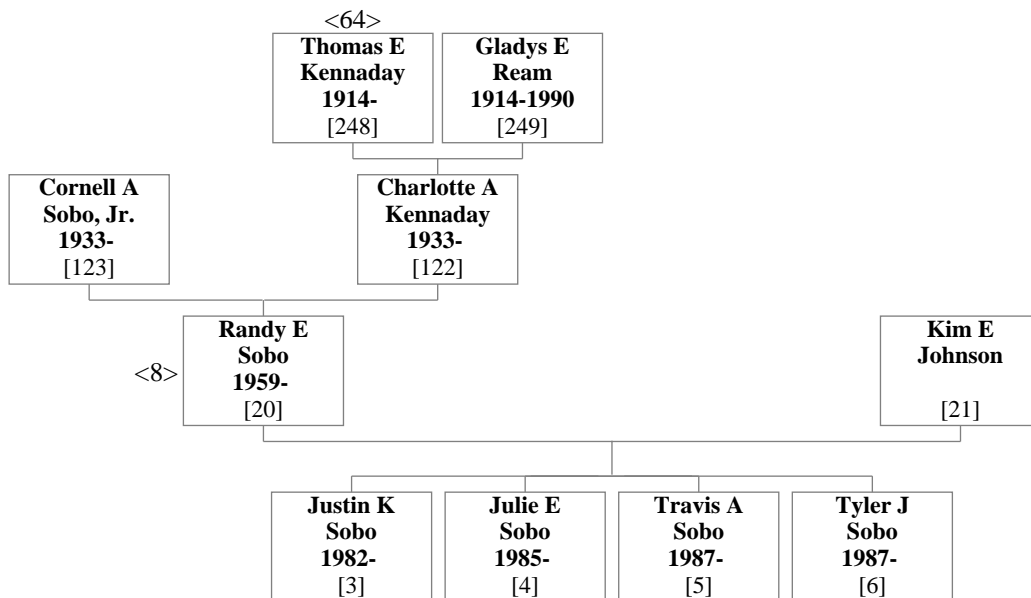 <64>
Thomas E
Kennaday
1914-
[248]
Gladys E
Ream
1914-1990
[249]
Cornell A
Sobo, Jr.
1933-
[123]
Charlotte A
Kennaday
1933-
[122]
<8>
Randy E
Sobo
1959-
[20]
Kim E
Johnson
[21]
Justin K
Sobo
1982-
[3]
Julie E
Sobo
1985-
[4]
Travis A
Sobo
1987-
[5]
Tyler J
Sobo
1987-
[6]